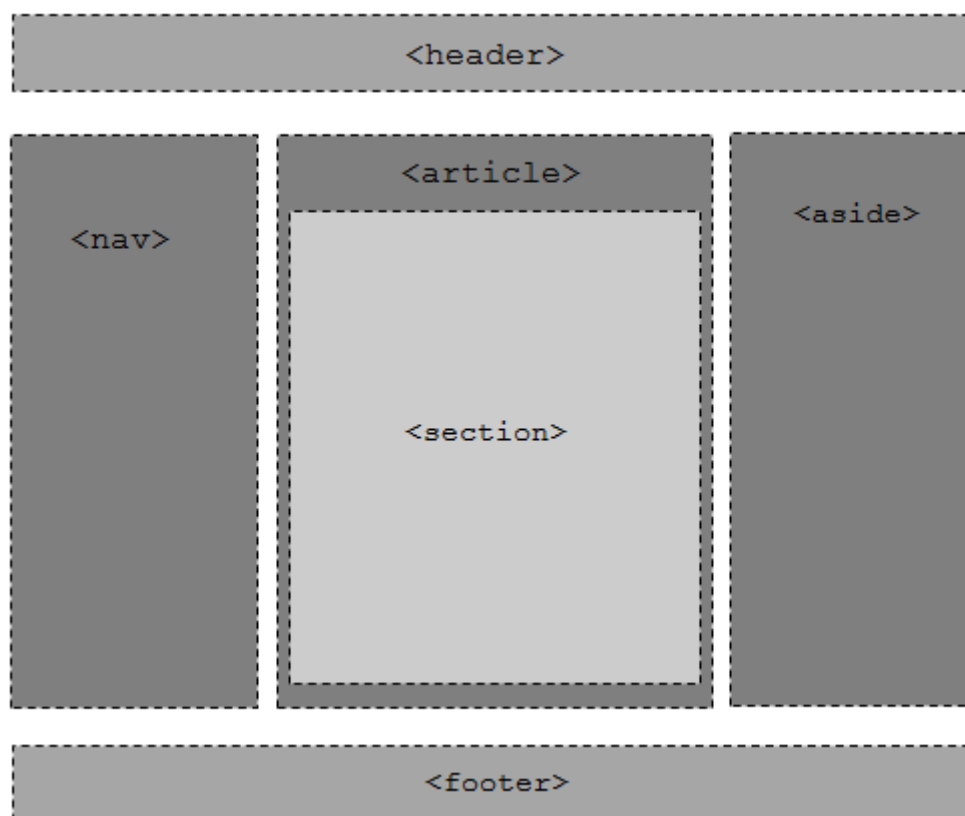 <header>
<article>
<aside>
<nav>
<section>
<footer>